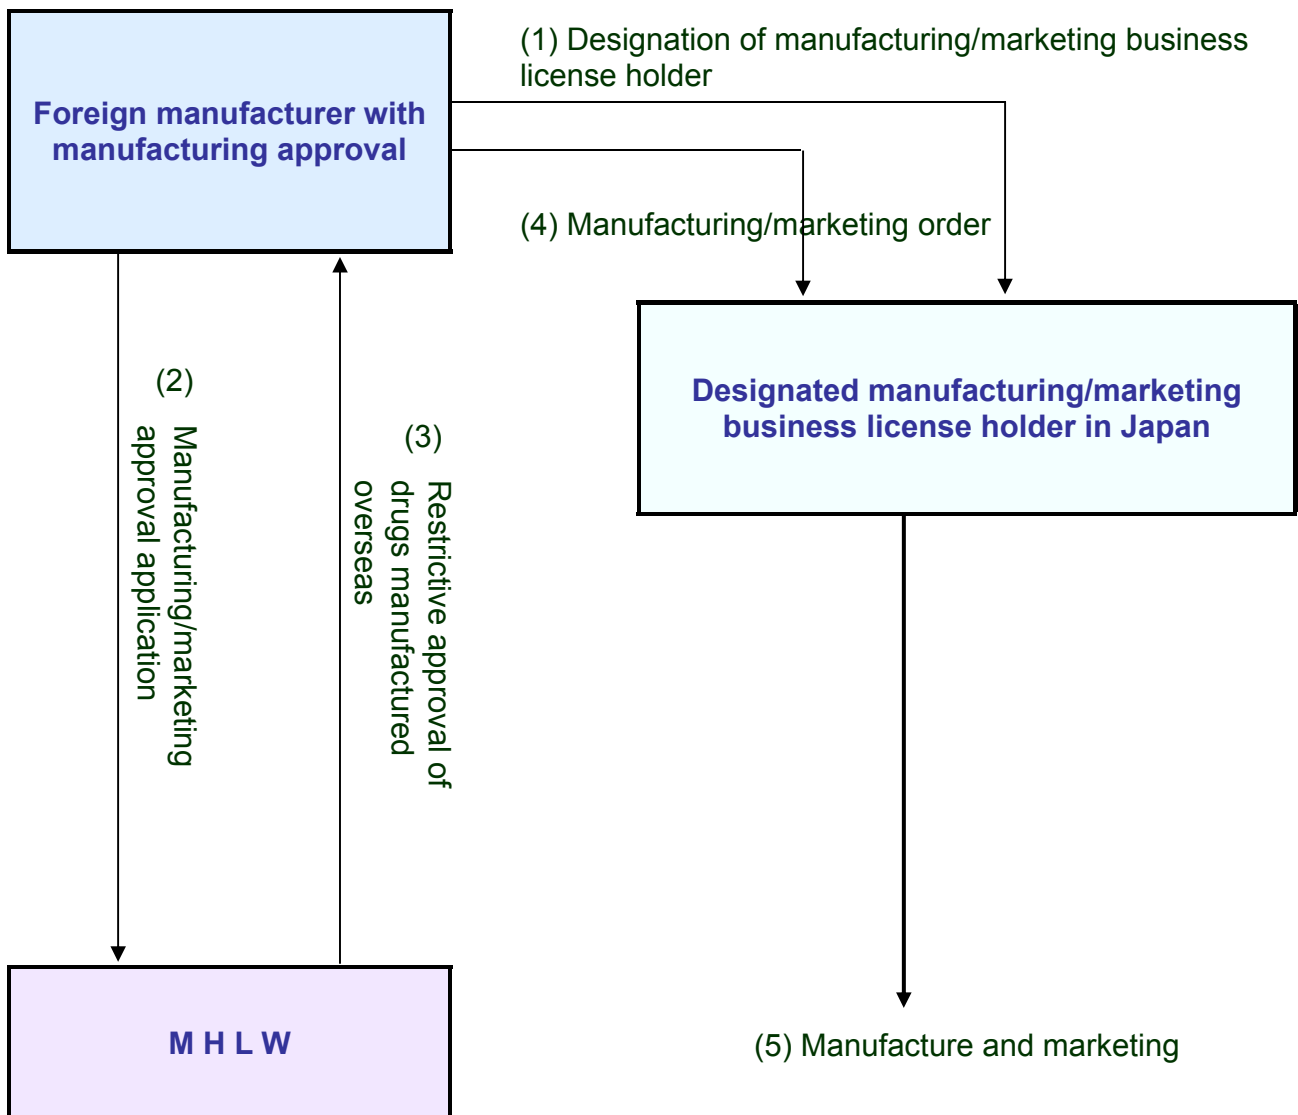 (1) Designation of manufacturing/marketing business
license holder
Foreign manufacturer with
manufacturing approval
(4) Manufacturing/marketing order
Designated manufacturing/marketing
business license holder in Japan
(2)
Manufacturing/marketing
approval application
(3)
Restrictive approval of
drugs manufactured
overseas
M H L W
(5) Manufacture and marketing